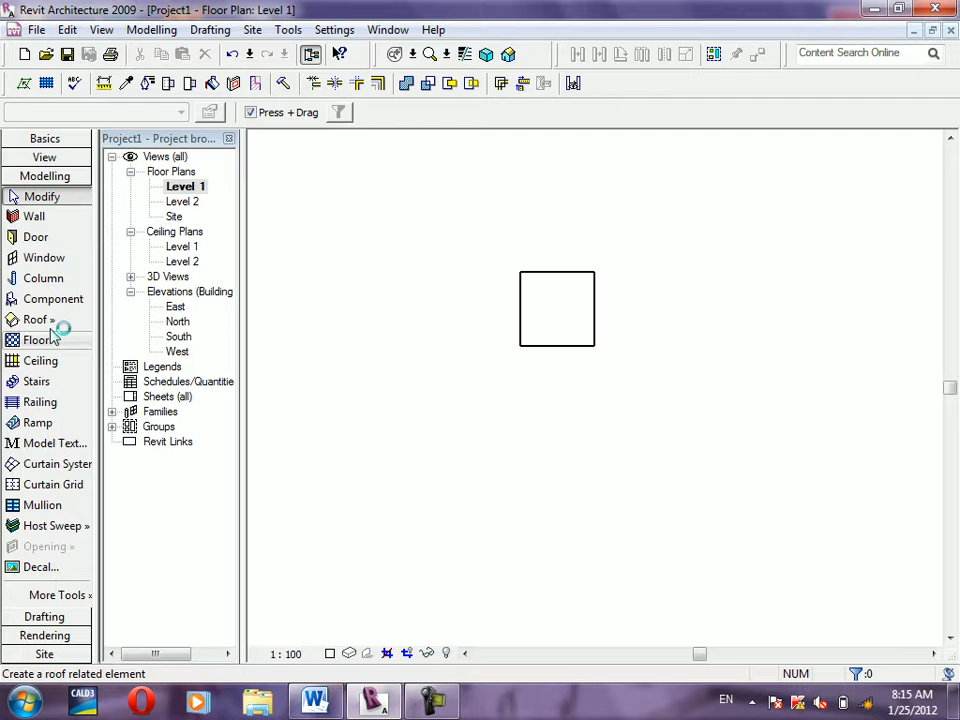 Revit Architecture 2009 - [Project1 - Floor Plan: Level 1]
File Edit View Modelling Drafting Site Tools Settings Window Help
Content Search Online
Press + Drag
Basics
View
Modelling
Modify
Wall
Door
Window
Column
Component
Roof »
Floor
Ceiling
Stairs
Railing
Ramp
Model Text...
Curtain Syster
Curtain Grid
Mullion
Host Sweep »
Opening »
Decal...
More Tools »
Drafting
Rendering
Site
Project1 - Project bro...
Views (all)
Floor Plans
Level 1
Level 2
Site
Ceiling Plans
Level 1
Level 2
3D Views
Elevations (Building
East
North
South
West
Legends
Schedules/Quantitie
Sheets (all)
Families
Groups
Revit Links
1 : 100
Create a roof related element
NUM
:0
CALD3
EN
8:15 AM
1/25/2012